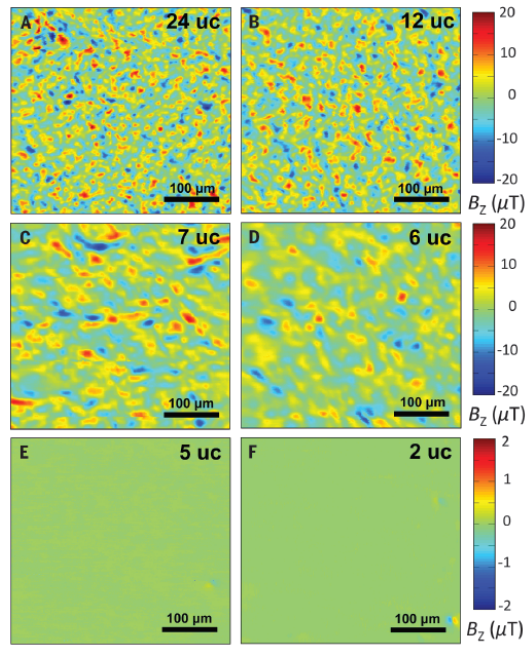 A 24 uc
100 µm
B 12 uc
100 µm
20
10
0
-10
-20
B_Z (µT)
C 7 uc
100 µm
D 6 uc
100 µm
20
10
0
-10
-20
B_Z (µT)
E 5 uc
100 µm
F 2 uc
100 µm
2
1
0
-1
-2
B_Z (µT)